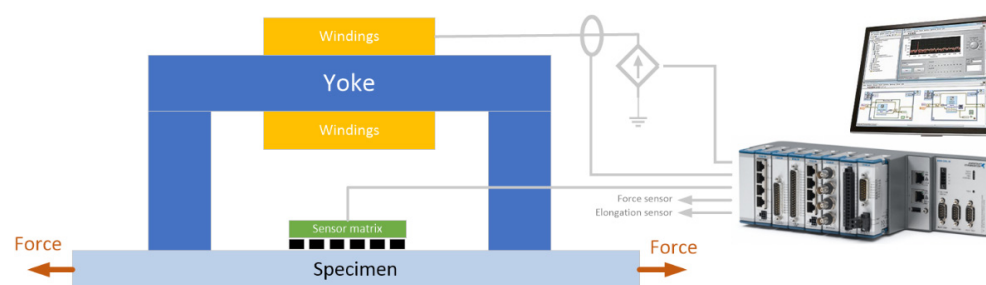 Windings
Yoke
Windings
Force sensor
Elongation sensor
Sensor matrix
Force
Force
Specimen